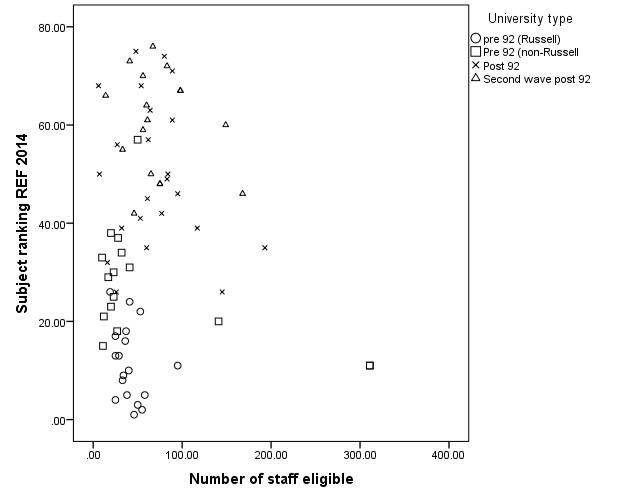 University type
pre 92 (Russell)
Pre 92 (non-Russell
Post 92
Second wave post 92
80.00
60.00
40.00
20.00
.00
Subject ranking REF 2014
.00
100.00
200.00
300.00
400.00
Number of staff eligible